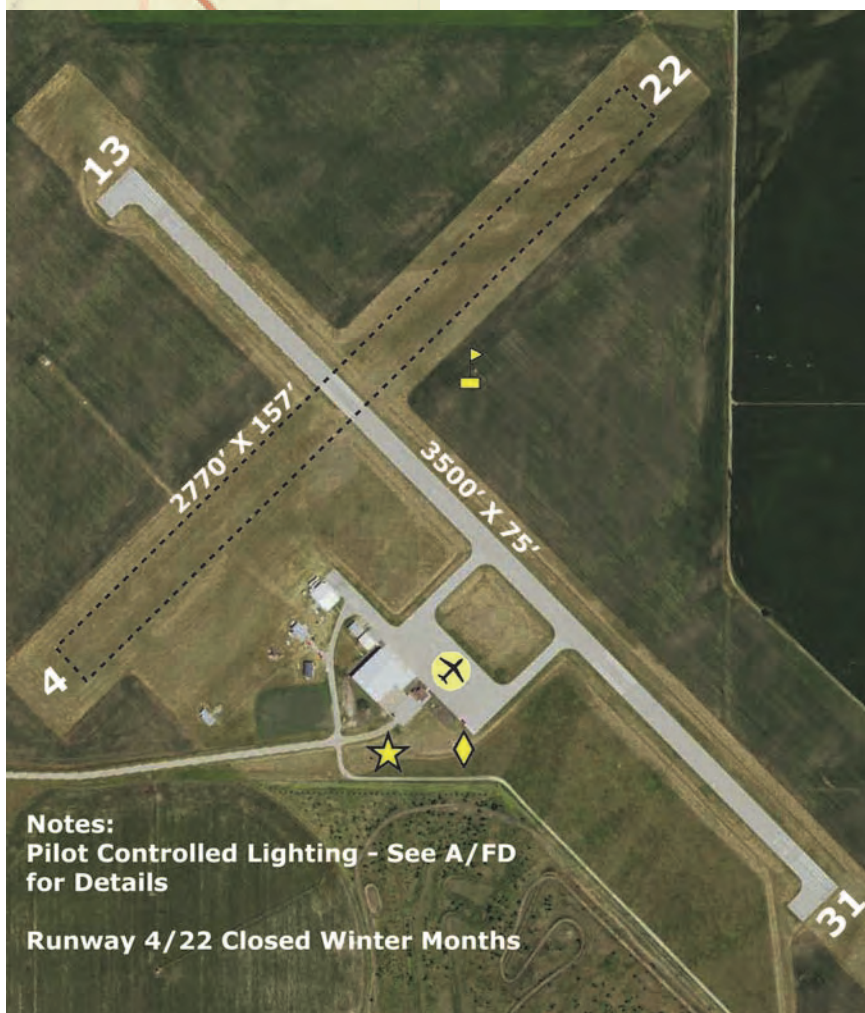 22
13
2770' X 157'
3500' X 75'
4
Notes:
Pilot Controlled Lighting - See A/FD
for Details
Runway 4/22 Closed Winter Months
31